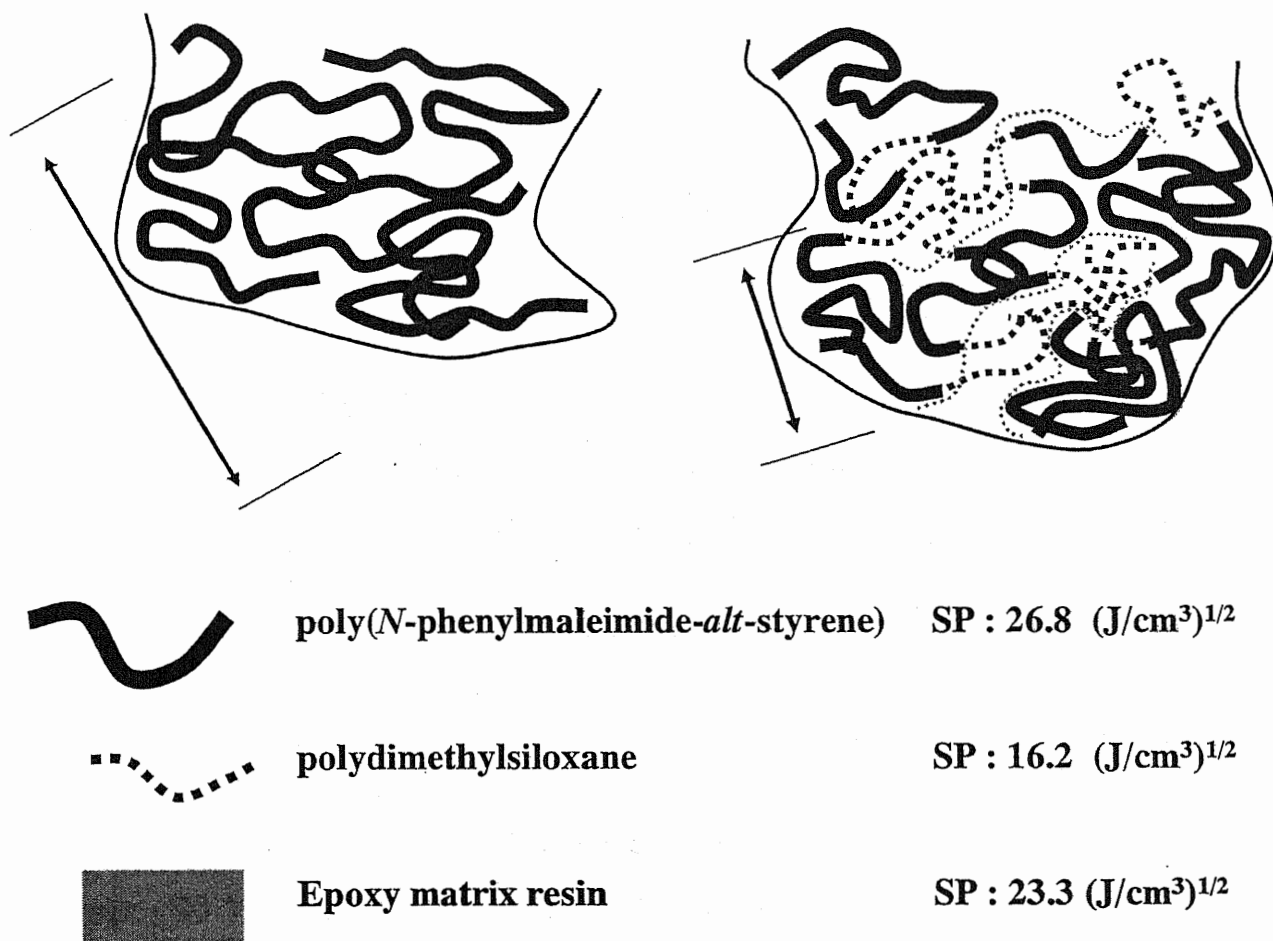 poly(N-phenylmaleimide-alt-styrene) SP : 26.8 (J/cm³)¹/²
polydimethylsiloxane SP : 16.2 (J/cm³)¹/²
Epoxy matrix resin SP : 23.3 (J/cm³)¹/²